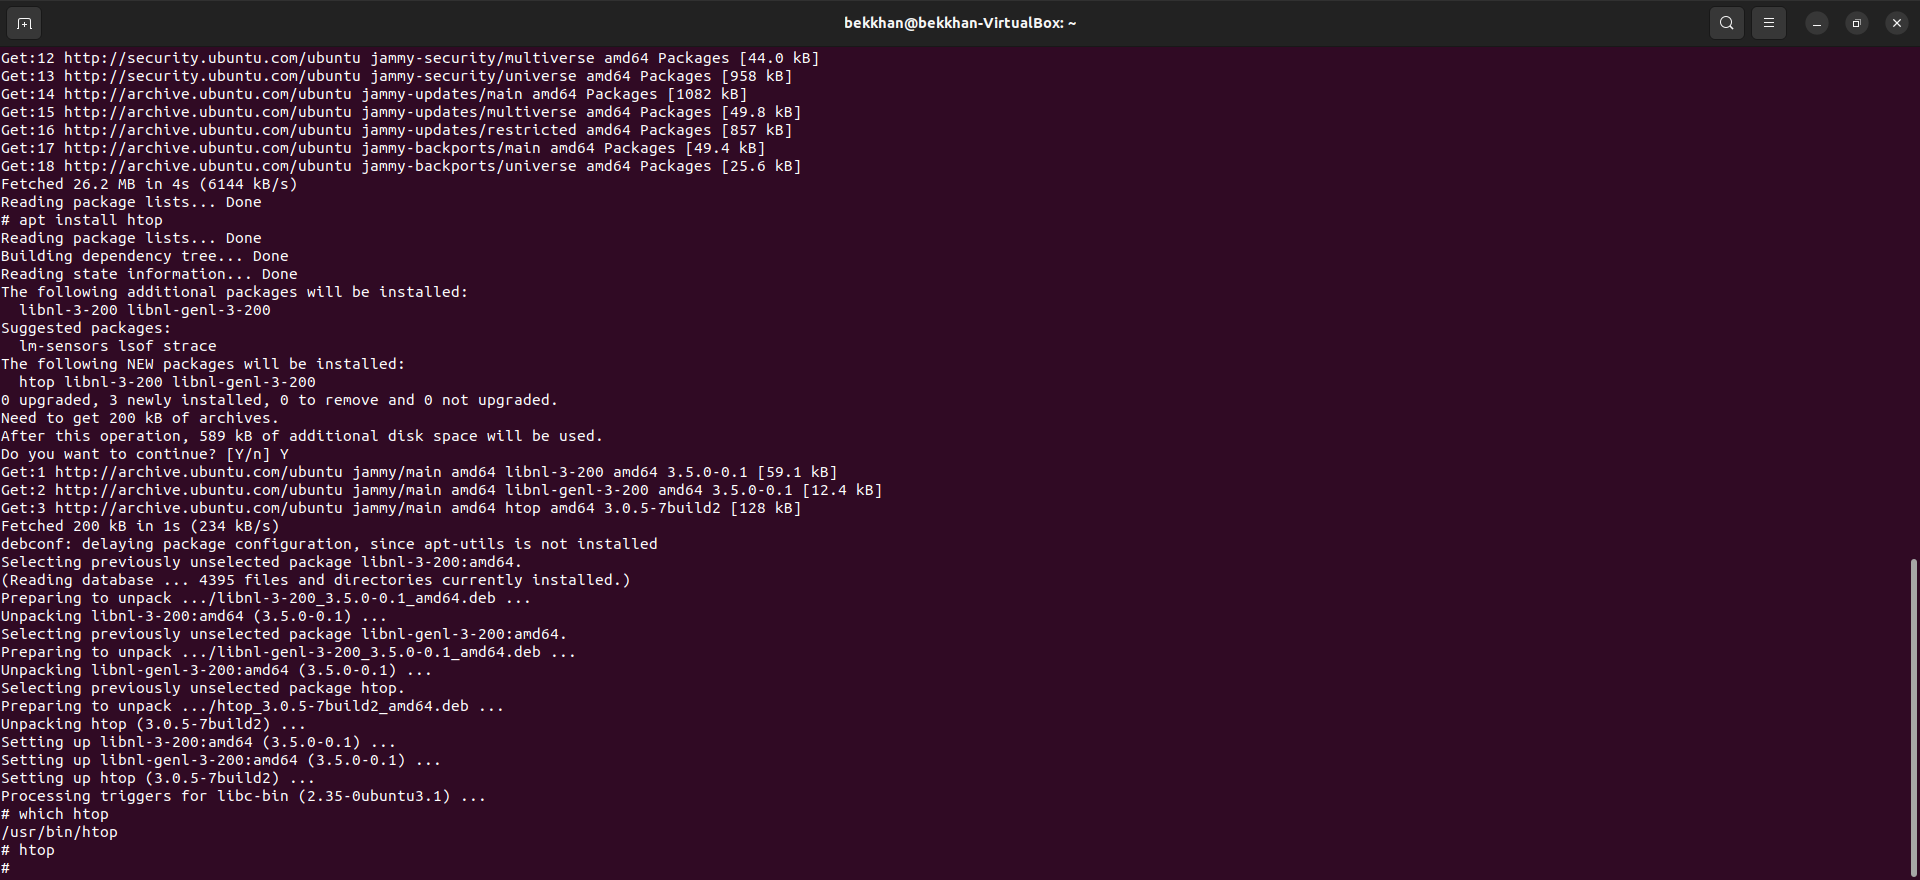 bekkhan@bekkhan-VirtualBox: ~
Get:12 http://security.ubuntu.com/ubuntu jammy-security/multiverse amd64 Packages [44.0 kB]
Get:13 http://security.ubuntu.com/ubuntu jammy-security/universe amd64 Packages [958 kB]
Get:14 http://archive.ubuntu.com/ubuntu jammy-updates/main amd64 Packages [1082 kB]
Get:15 http://archive.ubuntu.com/ubuntu jammy-updates/multiverse amd64 Packages [49.8 kB]
Get:16 http://archive.ubuntu.com/ubuntu jammy-updates/restricted amd64 Packages [857 kB]
Get:17 http://archive.ubuntu.com/ubuntu jammy-backports/main amd64 Packages [49.4 kB]
Get:18 http://archive.ubuntu.com/ubuntu jammy-backports/universe amd64 Packages [25.6 kB]
Fetched 26.2 MB in 4s (6144 kB/s)
Reading package lists... Done
# apt install htop
Reading package lists... Done
Building dependency tree... Done
Reading state information... Done
The following additional packages will be installed:
  libnl-3-200 libnl-genl-3-200
Suggested packages:
  lm-sensors lsof strace
The following NEW packages will be installed:
  htop libnl-3-200 libnl-genl-3-200
0 upgraded, 3 newly installed, 0 to remove and 0 not upgraded.
Need to get 200 kB of archives.
After this operation, 589 kB of additional disk space will be used.
Do you want to continue? [Y/n] Y
Get:1 http://archive.ubuntu.com/ubuntu jammy/main amd64 libnl-3-200 amd64 3.5.0-0.1 [59.1 kB]
Get:2 http://archive.ubuntu.com/ubuntu jammy/main amd64 libnl-genl-3-200 amd64 3.5.0-0.1 [12.4 kB]
Get:3 http://archive.ubuntu.com/ubuntu jammy/main amd64 htop amd64 3.0.5-7build2 [128 kB]
Fetched 200 kB in 1s (234 kB/s)
debconf: delaying package configuration, since apt-utils is not installed
Selecting previously unselected package libnl-3-200:amd64.
(Reading database ... 4395 files and directories currently installed.)
Preparing to unpack .../libnl-3-200_3.5.0-0.1_amd64.deb ...
Unpacking libnl-3-200:amd64 (3.5.0-0.1) ...
Selecting previously unselected package libnl-genl-3-200:amd64.
Preparing to unpack .../libnl-genl-3-200_3.5.0-0.1_amd64.deb ...
Unpacking libnl-genl-3-200:amd64 (3.5.0-0.1) ...
Selecting previously unselected package htop.
Preparing to unpack .../htop_3.0.5-7build2_amd64.deb ...
Unpacking htop (3.0.5-7build2) ...
Setting up libnl-3-200:amd64 (3.5.0-0.1) ...
Setting up libnl-genl-3-200:amd64 (3.5.0-0.1) ...
Setting up htop (3.0.5-7build2) ...
Processing triggers for libc-bin (2.35-0ubuntu3.1) ...
# which htop
/usr/bin/htop
# htop
#